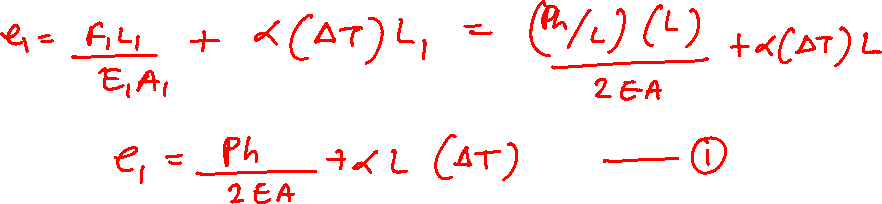 e₁ = F₁L₁/E₁A₁ + α(ΔT)L₁ = (Ph/L)(L)/2EA + α(ΔT)L
e₁ = Ph/2EA + αL (ΔT) —— ①